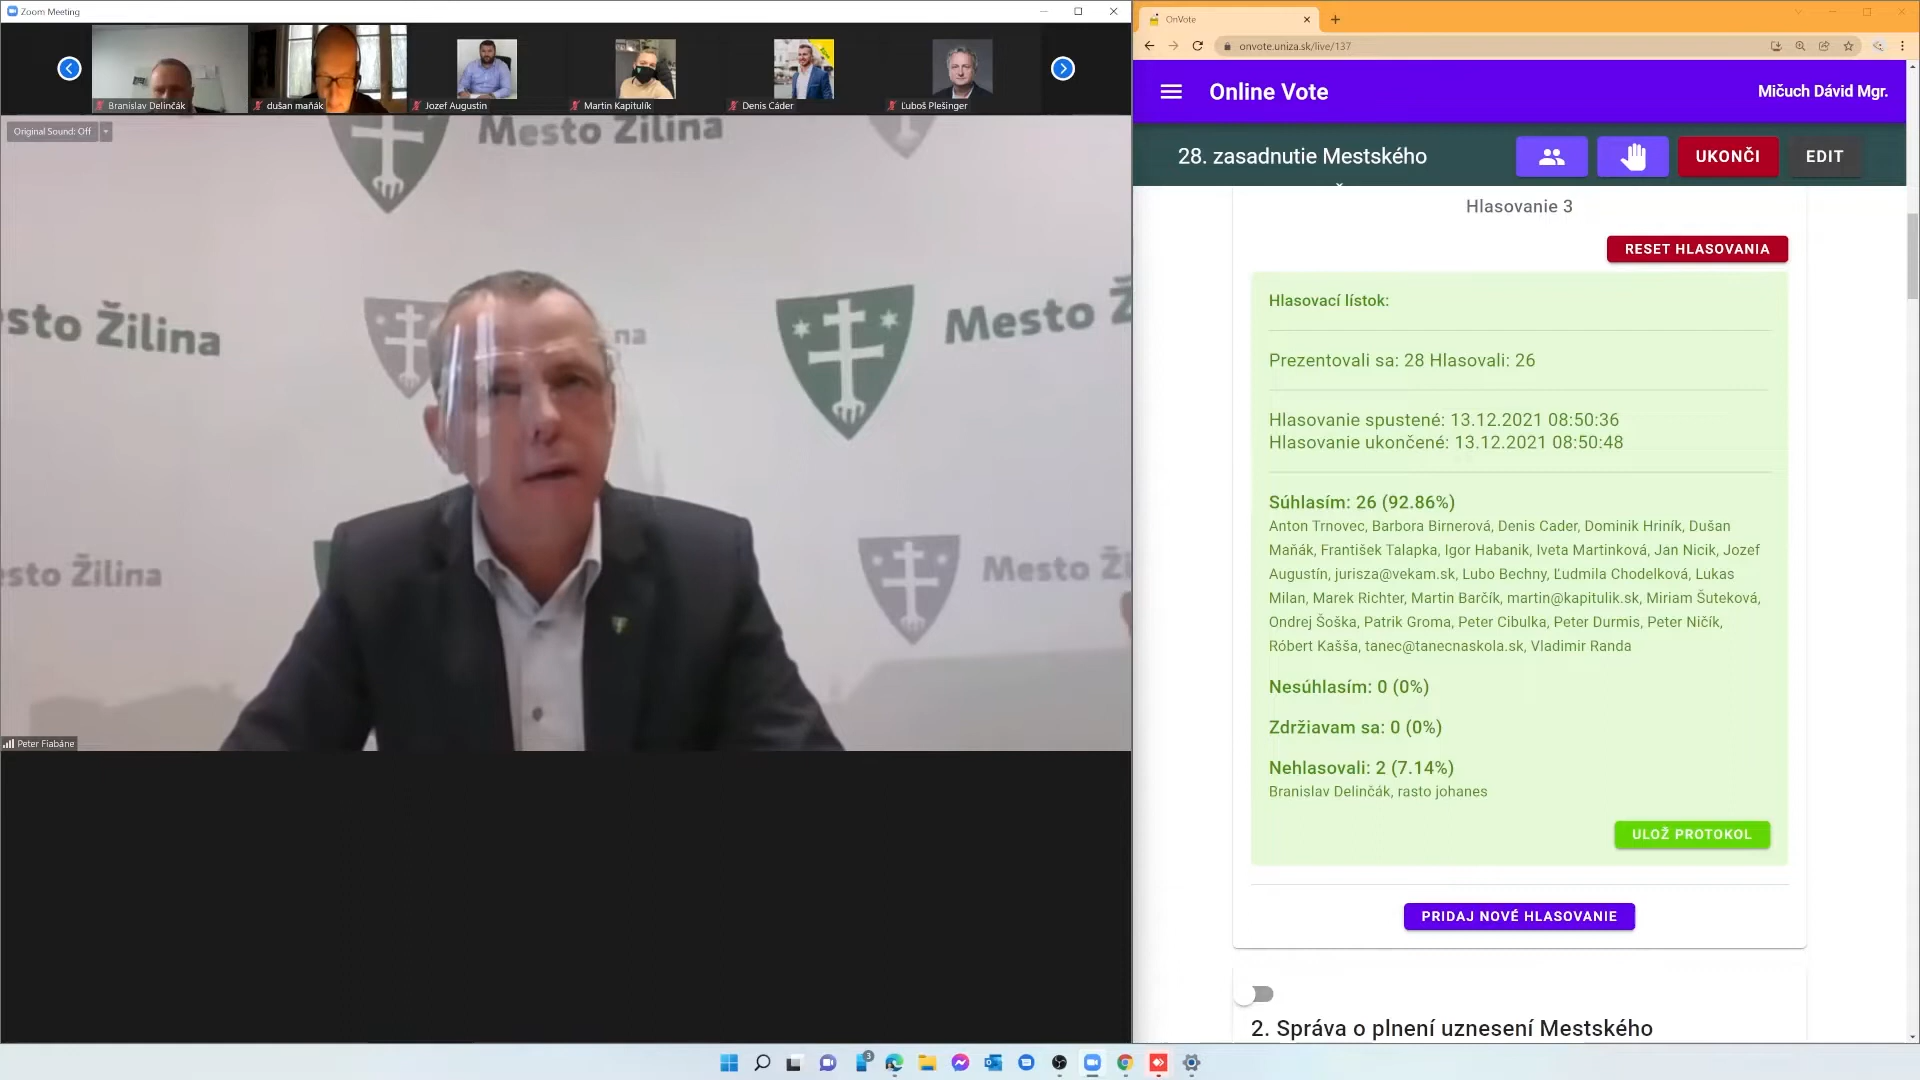 Zoom Meeting
Branislav Delinčák
dušan maňák
Jozef Augustin
Martin Kapitulík
Denis Cáder
Ľuboš Plešinger
Original Sound: Off
Mesto Žilina
sto Žilina
na
Mesto Ž
esto Žilina
Mesto Ži
Peter Fiabáne
OnVote
onvote.uniza.sk/live/137
Online Vote
Mičuch Dávid Mgr.
28. zasadnutie Mestského
UKONČI
EDIT
Hlasovanie 3
RESET HLASOVANIA
Hlasovací lístok:
Prezentovali sa: 28 Hlasovali: 26
Hlasovanie spustené: 13.12.2021 08:50:36
Hlasovanie ukončené: 13.12.2021 08:50:48
Súhlasím: 26 (92.86%)
Anton Trnovec, Barbora Birnerová, Denis Cader, Dominik Hriník, Dušan
Maňák, František Talapka, Igor Habanik, Iveta Martinková, Jan Nicik, Jozef
Augustín, jurisza@vekam.sk, Lubo Bechny, Ľudmila Chodelková, Lukas
Milan, Marek Richter, Martin Barčík, martin@kapitulik.sk, Miriam Šuteková,
Ondrej Šoška, Patrik Groma, Peter Cibulka, Peter Durmis, Peter Ničík,
Róbert Kašša, tanec@tanecnaskola.sk, Vladimir Randa
Nesúhlasím: 0 (0%)
Zdržiavam sa: 0 (0%)
Nehlasovali: 2 (7.14%)
Branislav Delinčák, rasto johanes
ULOŽ PROTOKOL
PRIDAJ NOVÉ HLASOVANIE
2. Správa o plnení uznesení Mestského
3